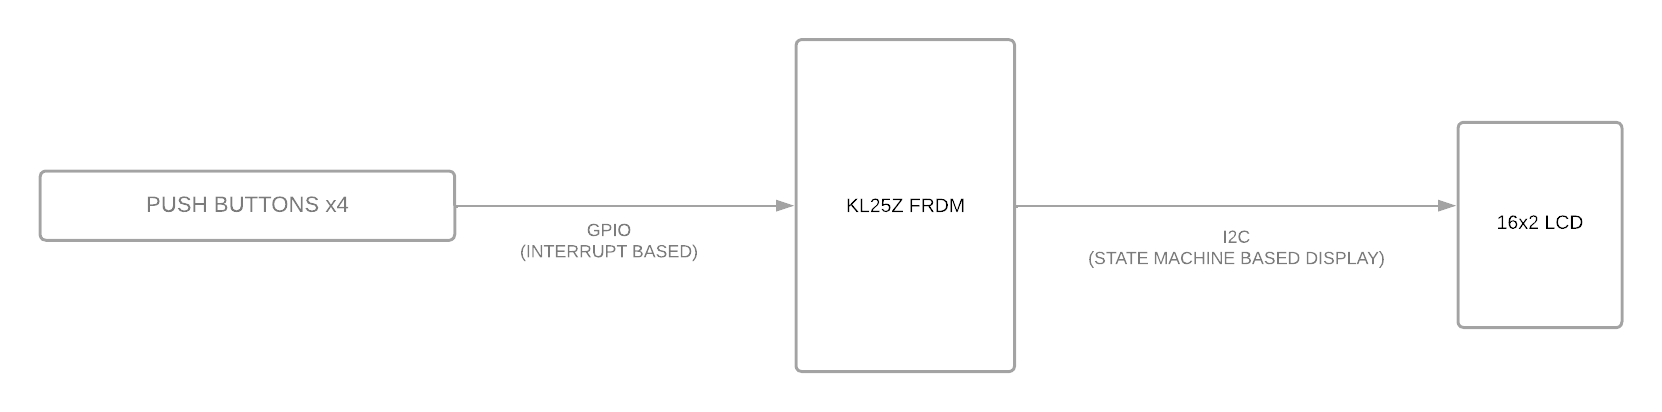 PUSH BUTTONS x4
GPIO
(INTERRUPT BASED)
KL25Z FRDM
I2C
(STATE MACHINE BASED DISPLAY)
16x2 LCD